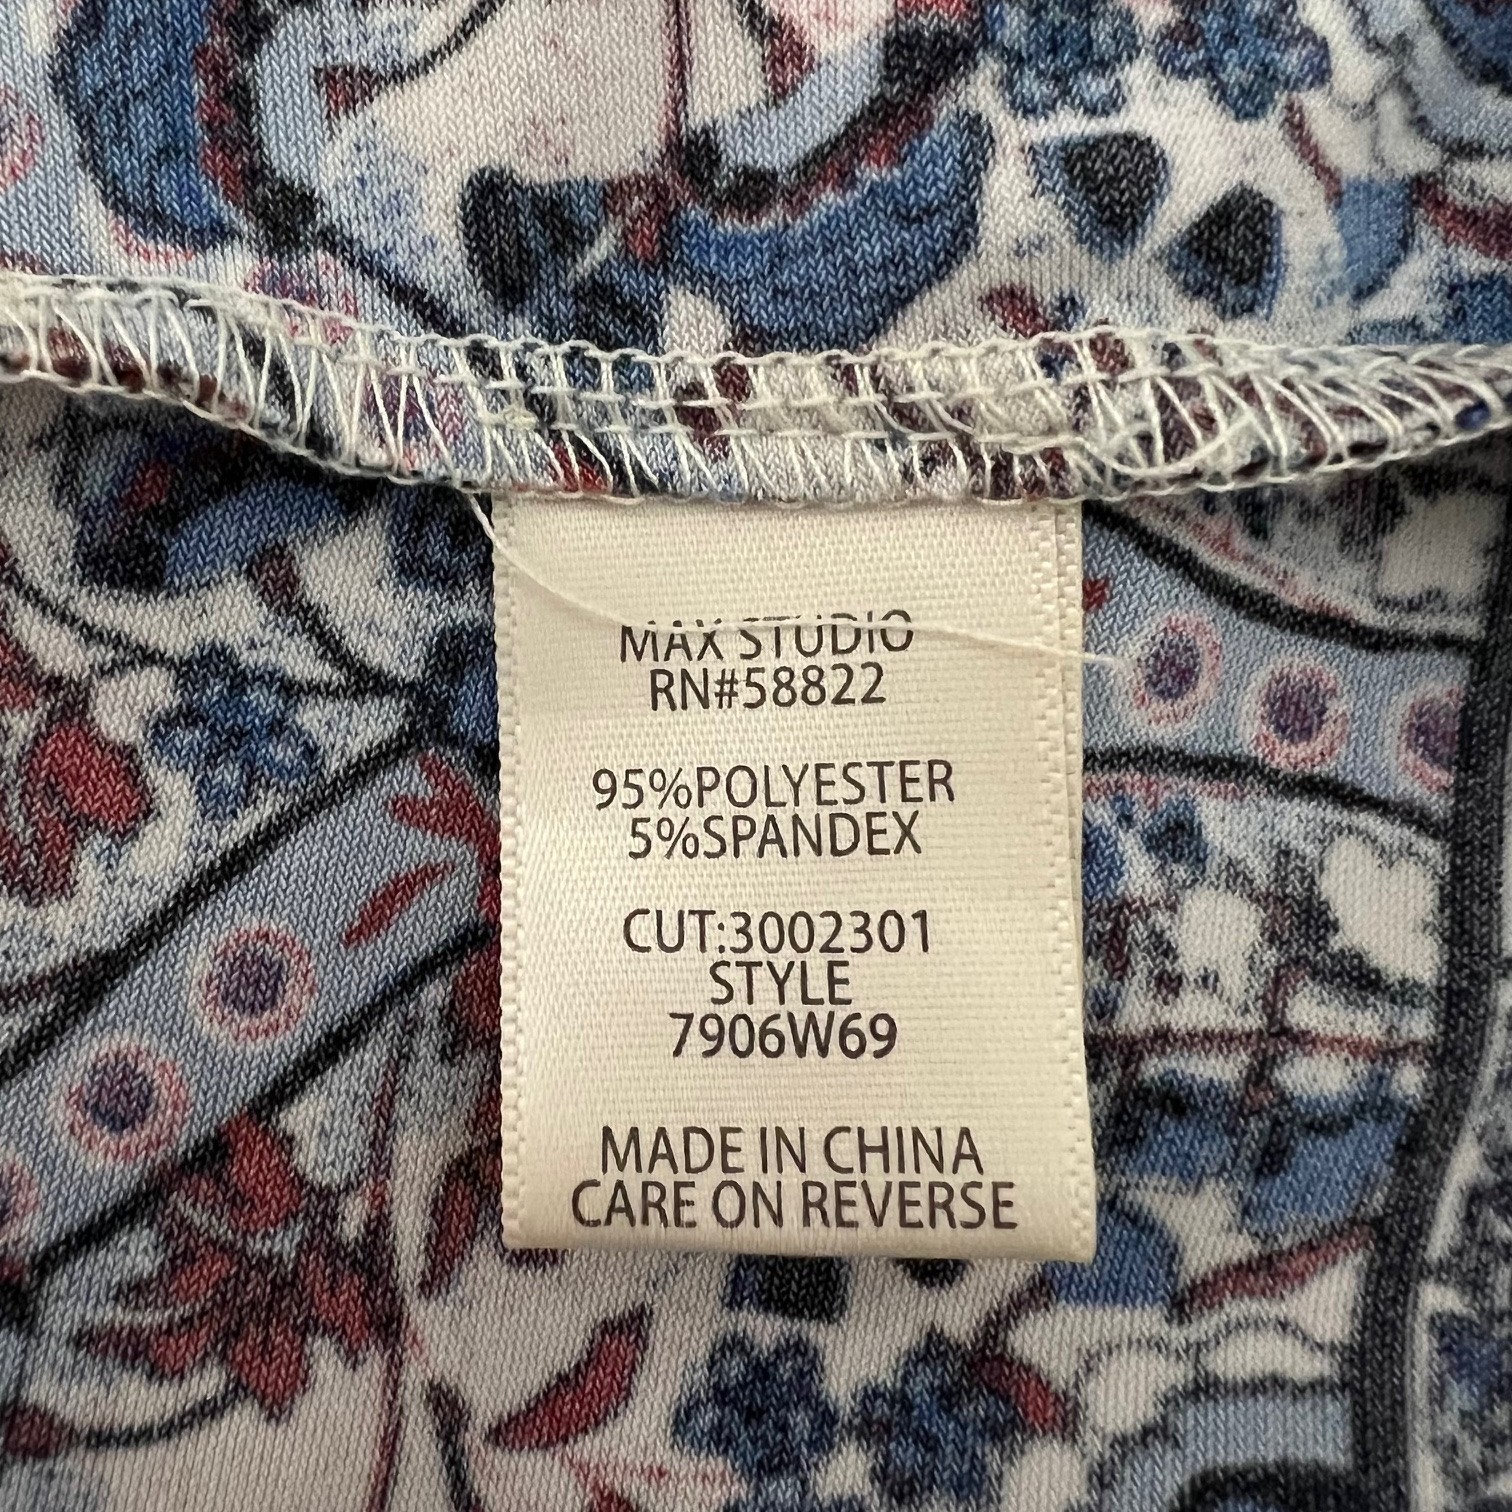 MAX STUDIO
RN#58822
95%POLYESTER
5%SPANDEX
CUT:3002301
STYLE
7906W69
MADE IN CHINA
CARE ON REVERSE